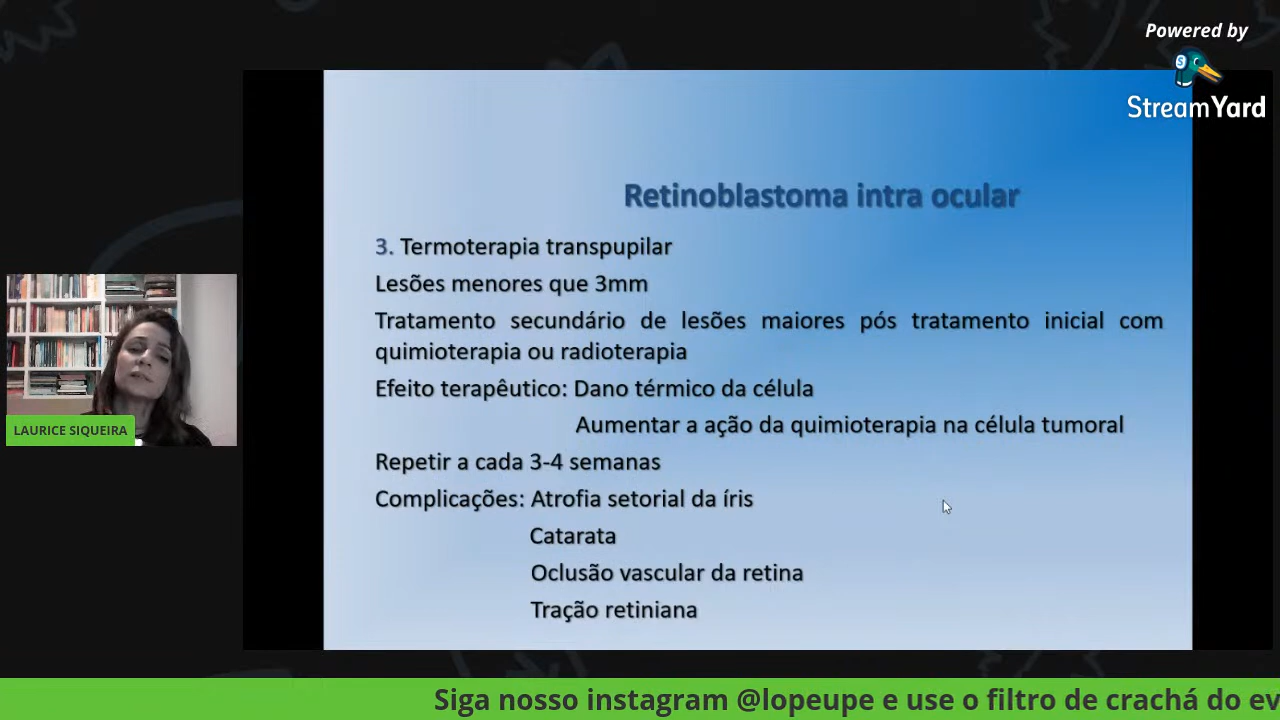 Powered by
StreamYard
Retinoblastoma intra ocular
3. Termoterapia transpupilar
Lesões menores que 3mm
Tratamento secundário de lesões maiores pós tratamento inicial com
quimioterapia ou radioterapia
Efeito terapêutico: Dano térmico da célula
Aumentar a ação da quimioterapia na célula tumoral
Repetir a cada 3-4 semanas
Complicações: Atrofia setorial da íris
Catarata
Oclusão vascular da retina
Tração retiniana
LAURICE SIQUEIRA
Siga nosso instagram @lopeupe e use o filtro de crachá do ev